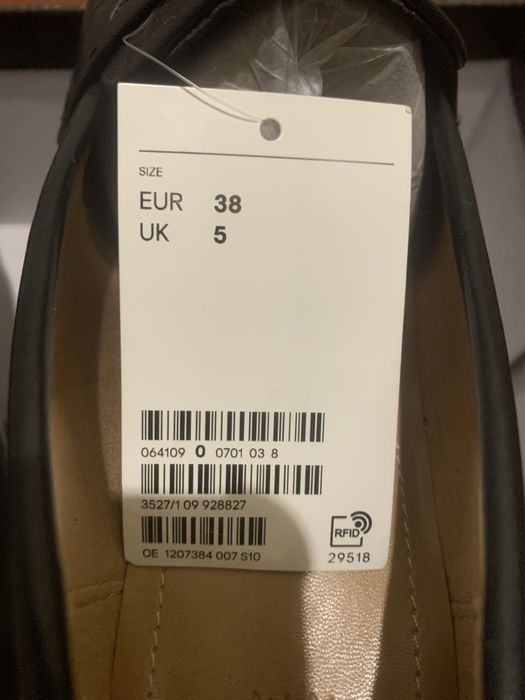 SIZE
EUR 38
UK 5
064109 0 0701 03 8
3527/1 09 928827
OE 1207384 007 S10
RFID
29518